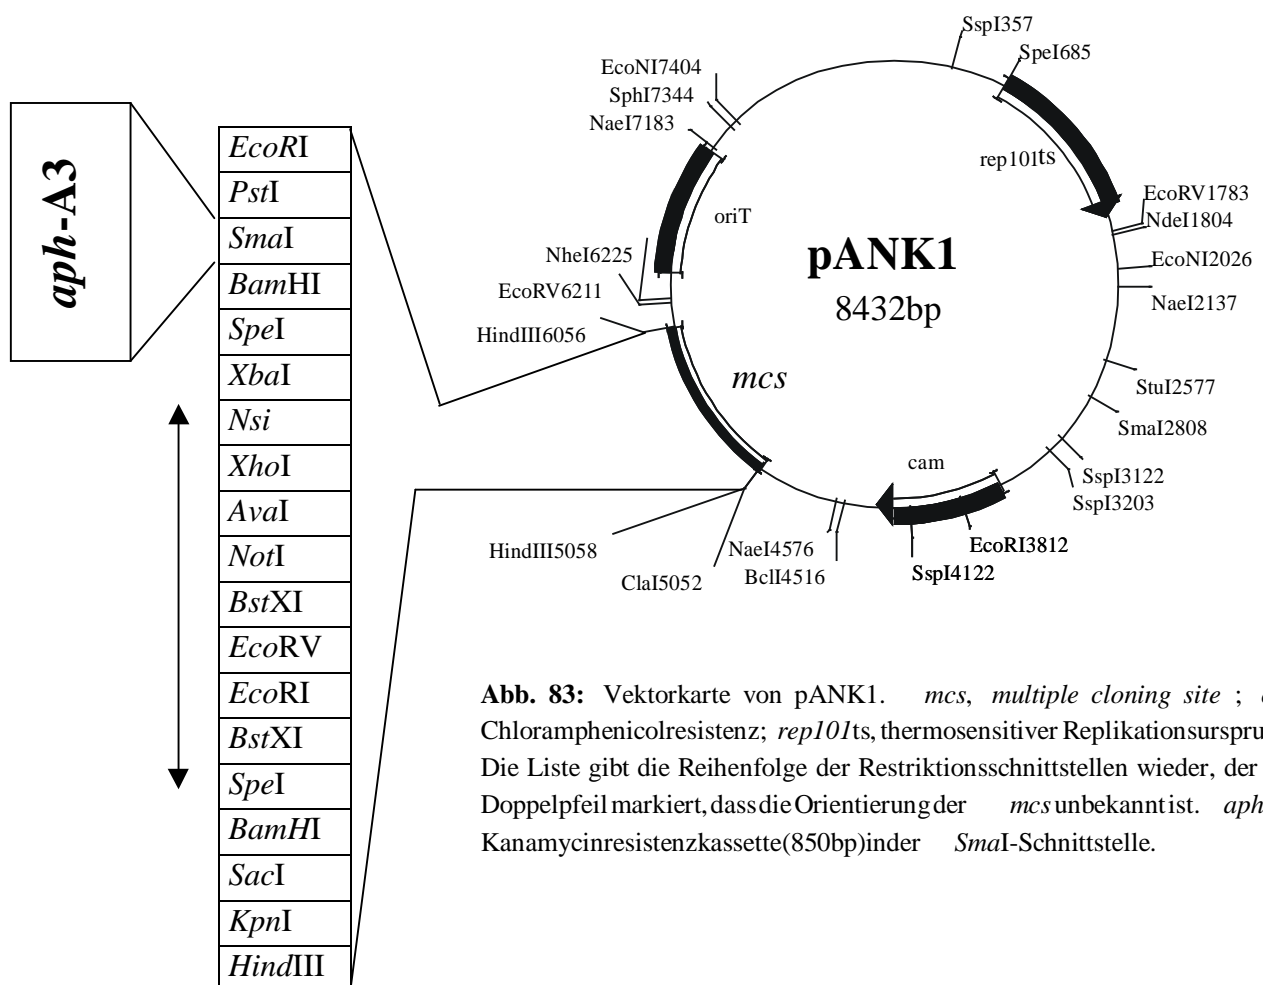 aph-A3
EcoRI
PstI
SmaI
BamHI
SpeI
XbaI
Nsi
XhoI
AvaI
NotI
BstXI
EcoRV
EcoRI
BstXI
SpeI
BamHI
SacI
KpnI
HindIII
SspI357
SpeI685
EcoNI7404
SphI7344
NaeI7183
rep101ts
oriT
EcoRV1783
NdeI1804
EcoNI2026
NaeI2137
pANK1
8432bp
NheI6225
EcoRV6211
HindIII6056
mcs
StuI2577
SmaI2808
cam
SspI3122
SspI3203
EcoRI3812
SspI4122
HindIII5058
ClaI5052
NaeI4576
BclI4516
Abb. 83: Vektorkarte von pANK1. mcs, multiple cloning site ;
Chloramphenicolresistenz; rep101ts, thermosensitiver Replikationsurspru
Die Liste gibt die Reihenfolge der Restriktionsschnittstellen wieder, der
Doppelpfeil markiert, dass die Orientierung der mcs unbekannt ist. aph
Kanamycinresistenzkassette (850bp) in der SmaI-Schnittstelle.